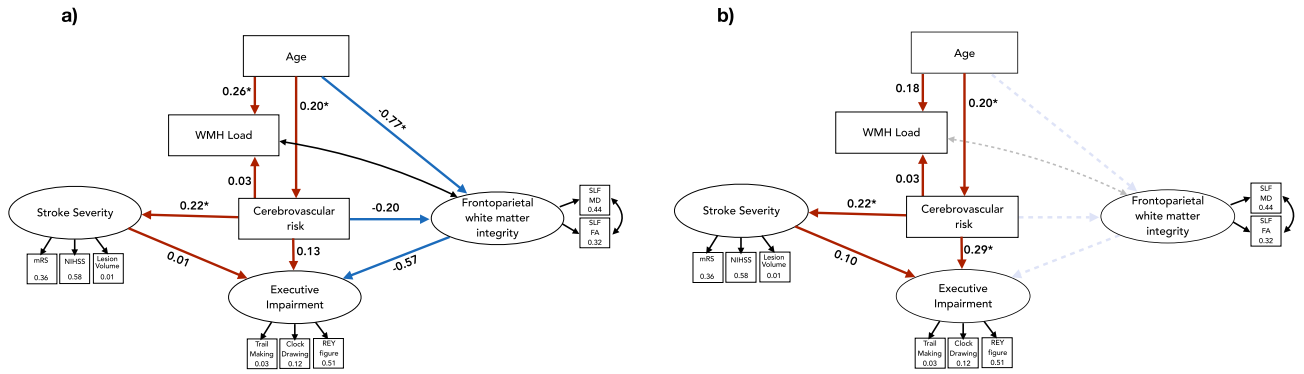 a)
Age
0.26*
0.20*
-0.77*
WMH Load
0.03
Stroke Severity
0.22*
Cerebrovascular
risk
-0.20
Frontoparietal
white matter
integrity
SLF
MD
0.44
SLF
FA
0.32
mRS
0.36
NIHSS
0.58
Lesion
Volume
0.01
0.01
0.13
-0.57
Executive
Impairment
Trail
Making
0.03
Clock
Drawing
0.12
REY
figure
0.51
b)
Age
0.18
0.20*
WMH Load
0.03
Stroke Severity
0.22*
Cerebrovascular
risk
Frontoparietal
white matter
integrity
SLF
MD
0.44
SLF
FA
0.32
mRS
0.36
NIHSS
0.58
Lesion
Volume
0.01
0.10
0.29*
Executive
Impairment
Trail
Making
0.03
Clock
Drawing
0.12
REY
figure
0.51